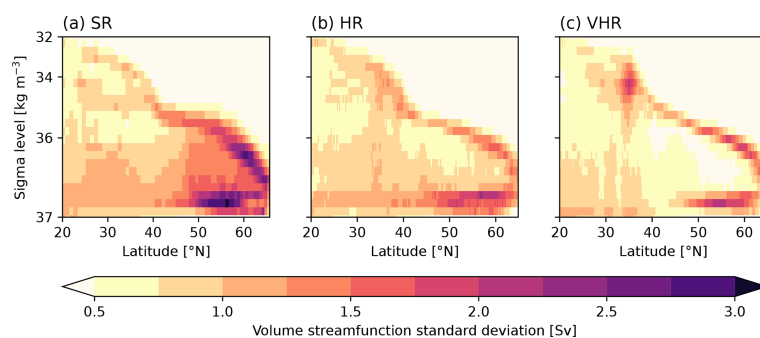 (a) SR
(b) HR
(c) VHR
Sigma level [kg m⁻³]
32
34
36
37
20 30 40 50 60
20 30 40 50 60
20 30 40 50 60
Latitude [°N]
Latitude [°N]
Latitude [°N]
0.5 1.0 1.5 2.0 2.5 3.0
Volume streamfunction standard deviation [Sv]